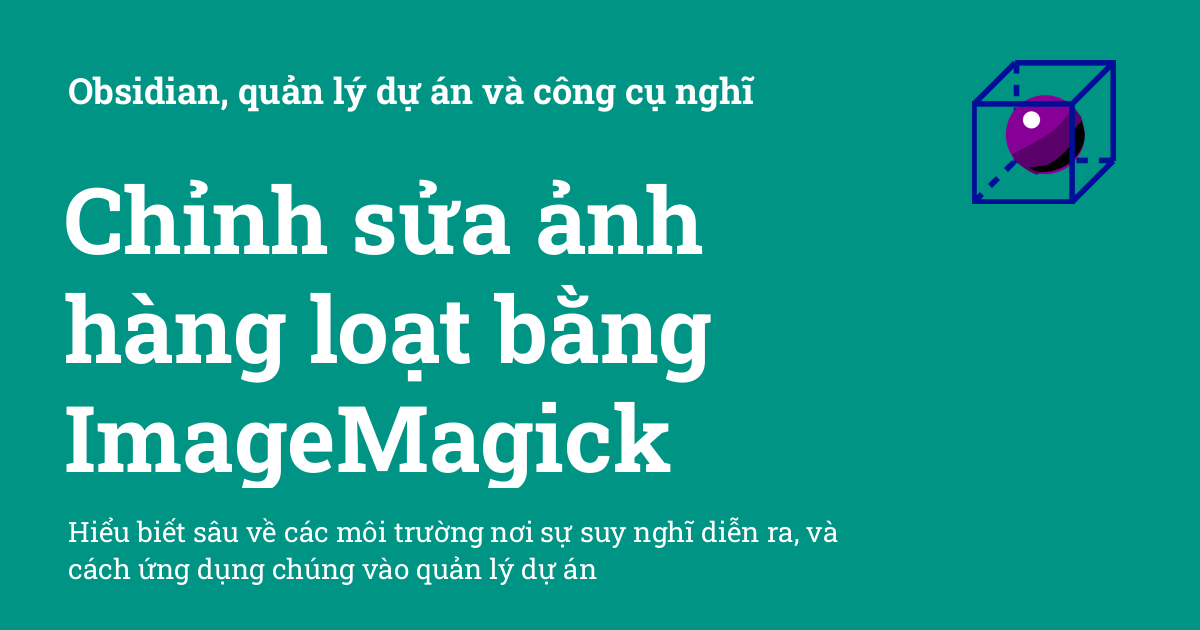 Obsidian, quản lý dự án và công cụ nghĩ
Chỉnh sửa ảnh
hàng loạt bằng
ImageMagick
Hiểu biết sâu về các môi trường nơi sự suy nghĩ diễn ra, và
cách ứng dụng chúng vào quản lý dự án